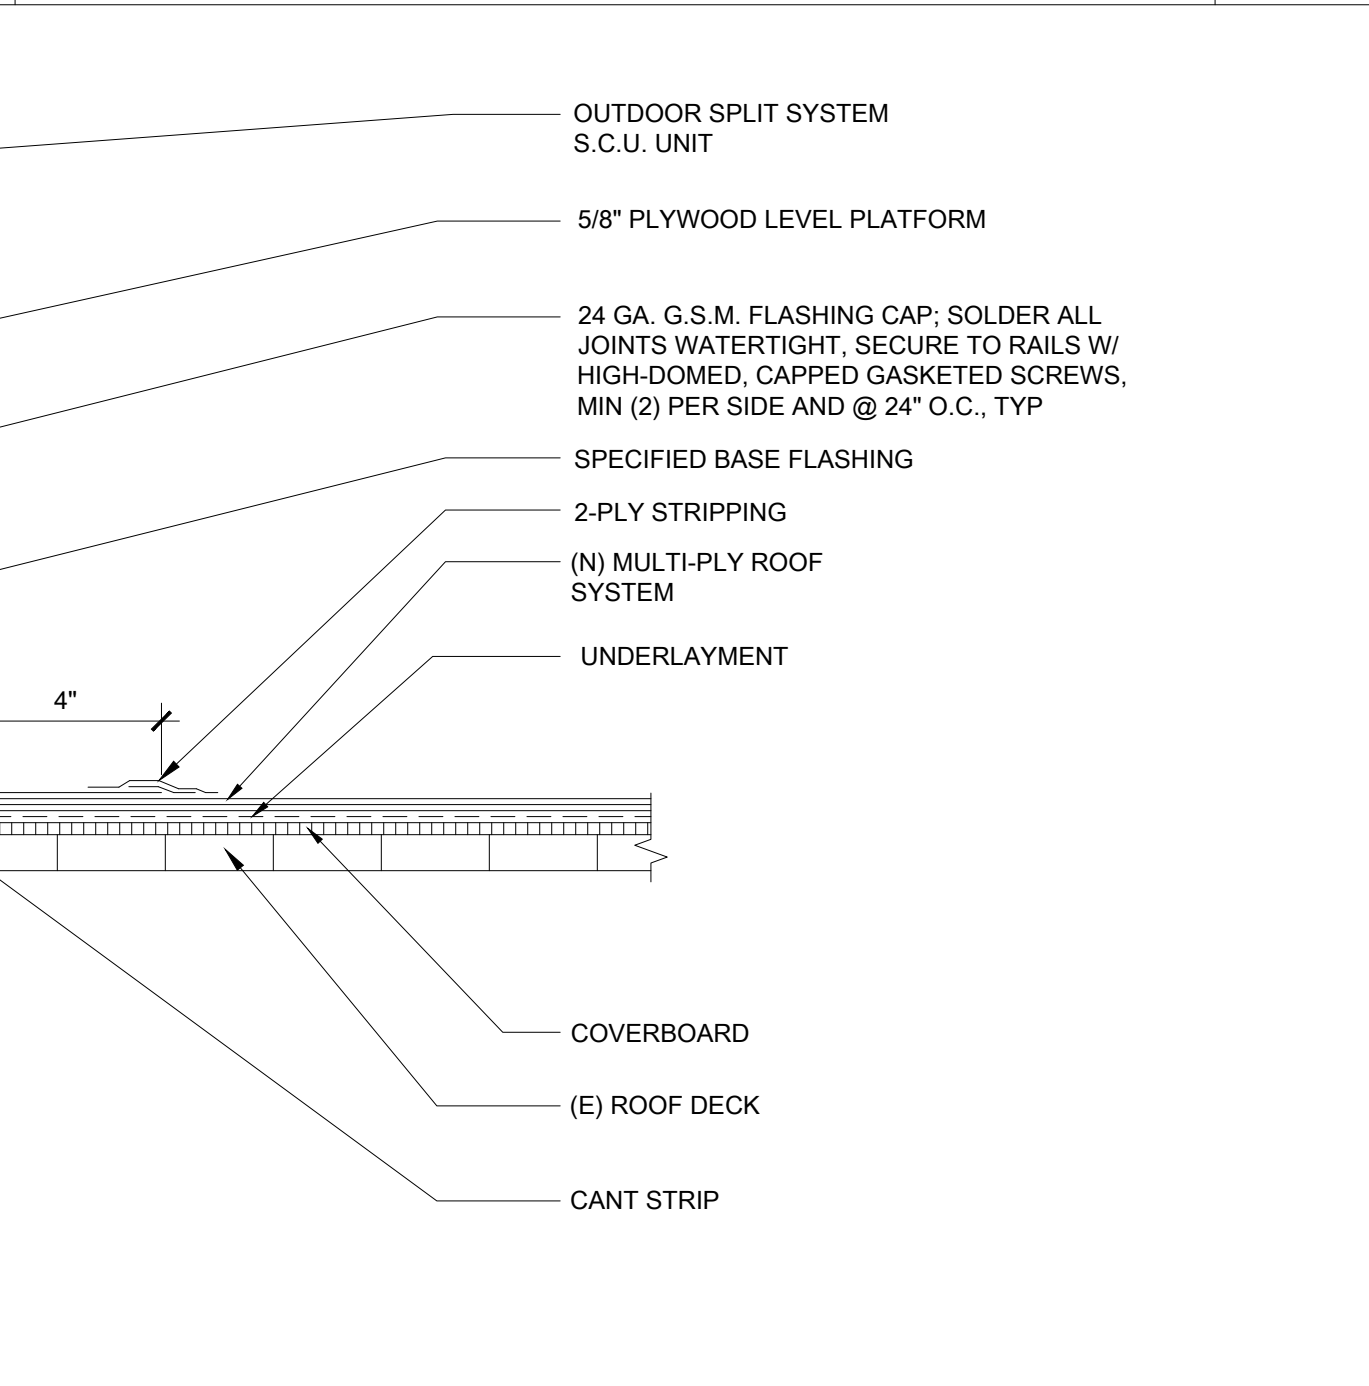 OUTDOOR SPLIT SYSTEM
S.C.U. UNIT
5/8" PLYWOOD LEVEL PLATFORM
24 GA. G.S.M. FLASHING CAP; SOLDER ALL
JOINTS WATERTIGHT, SECURE TO RAILS W/
HIGH-DOMED, CAPPED GASKETED SCREWS,
MIN (2) PER SIDE AND @ 24" O.C., TYP
SPECIFIED BASE FLASHING
2-PLY STRIPPING
(N) MULTI-PLY ROOF
SYSTEM
UNDERLAYMENT
4"
COVERBOARD
(E) ROOF DECK
CANT STRIP